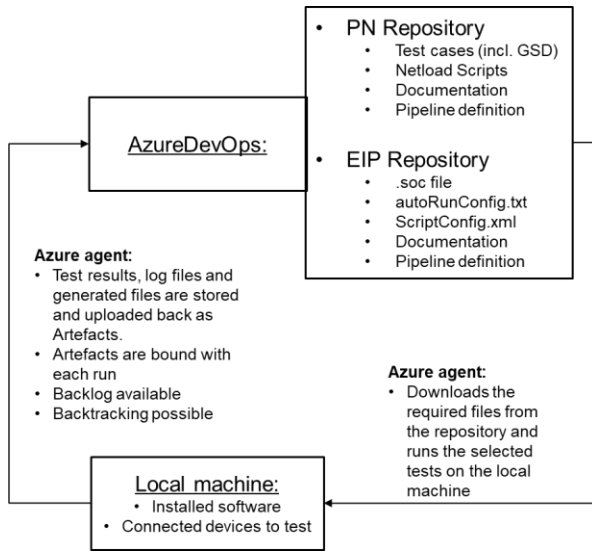 AzureDevOps:
• PN Repository
• Test cases (incl. GSD)
• Netload Scripts
• Documentation
• Pipeline definition
• EIP Repository
• .soc file
• autoRunConfig.txt
• ScriptConfig.xml
• Documentation
• Pipeline definition
Azure agent:
• Test results, log files and
generated files are stored
and uploaded back as
Artefacts.
• Artefacts are bound with
each run
• Backlog available
• Backtracking possible
Azure agent:
• Downloads the
required files from
the repository and
runs the selected
tests on the local
machine
Local machine:
• Installed software
• Connected devices to test